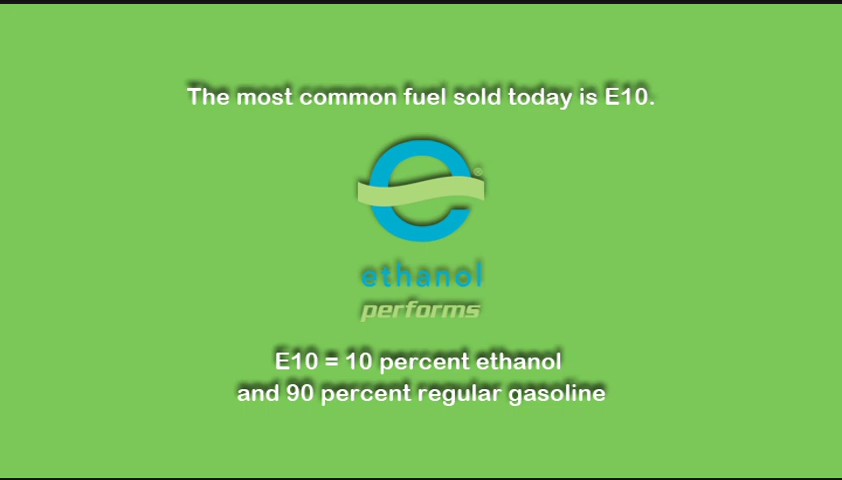 The most common fuel sold today is E10.
e®
ethanol
performs
E10 = 10 percent ethanol
and 90 percent regular gasoline